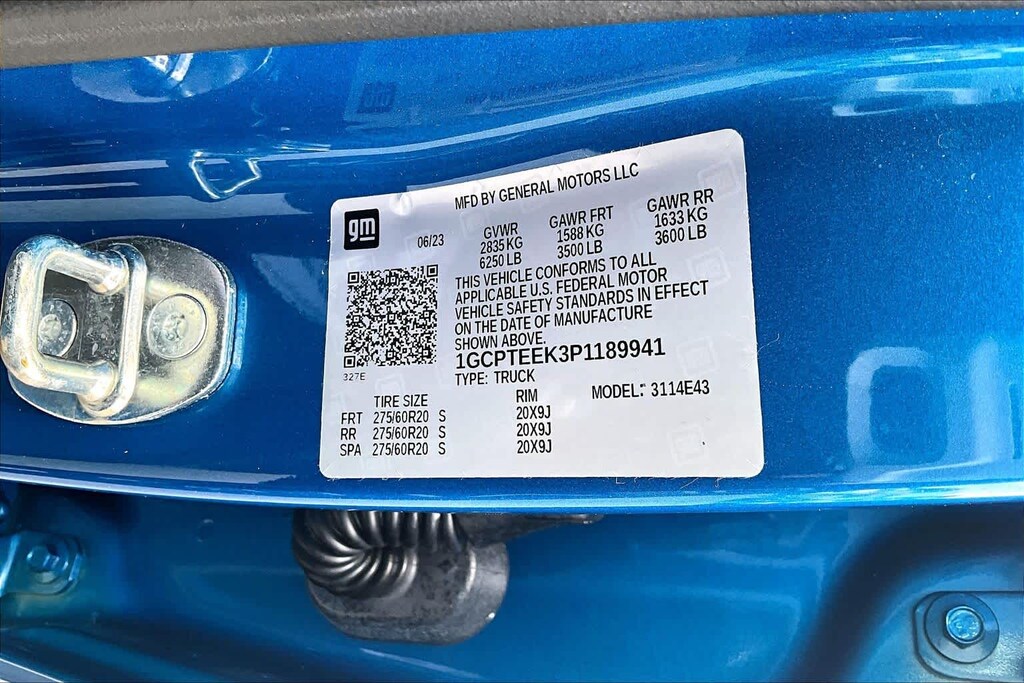 MFD BY GENERAL MOTORS LLC
gm
06/23
GVWR GAWR FRT GAWR RR
2835 KG 1588 KG 1633 KG
6250 LB 3500 LB 3600 LB
THIS VEHICLE CONFORMS TO ALL
APPLICABLE U.S. FEDERAL MOTOR
VEHICLE SAFETY STANDARDS IN EFFECT
ON THE DATE OF MANUFACTURE
SHOWN ABOVE.
1GCPTEEK3P1189941
327E
TYPE: TRUCK MODEL: 3114E43
TIRE SIZE RIM
FRT 275/60R20 S 20X9J
RR 275/60R20 S 20X9J
SPA 275/60R20 S 20X9J